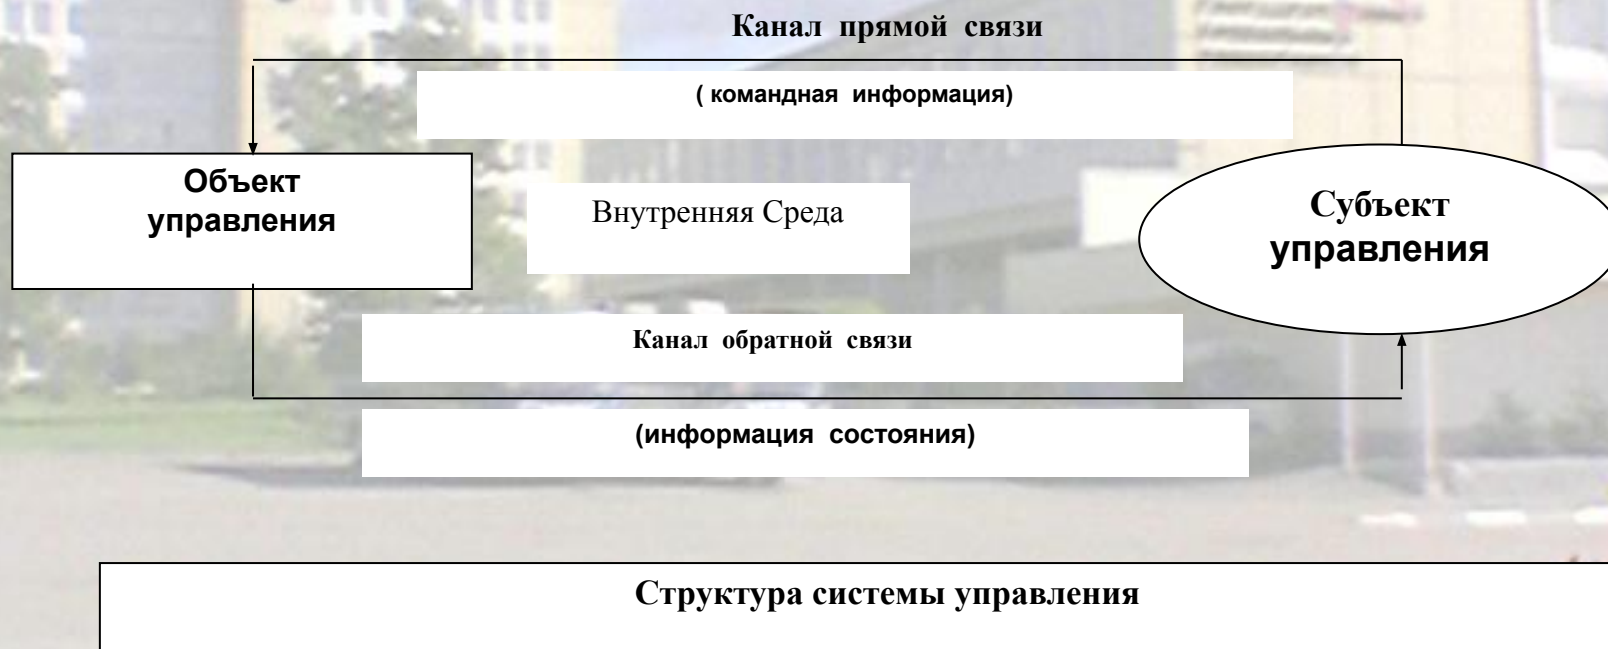 Канал прямой связи
( командная информация)
Объект
управления
Внутренняя Среда
Субъект
управления
Канал обратной связи
(информация состояния)
Структура системы управления